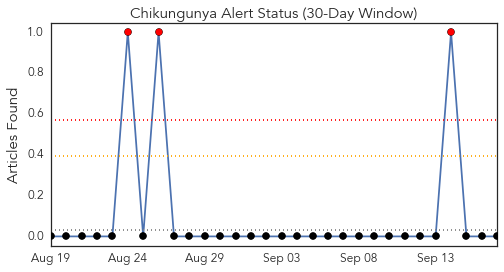 Chikungunya Alert Status (30-Day Window)
1.0
0.8
0.6
0.4
0.2
0.0
Articles Found
Aug 19 Aug 24 Aug 29 Sep 03 Sep 08 Sep 13